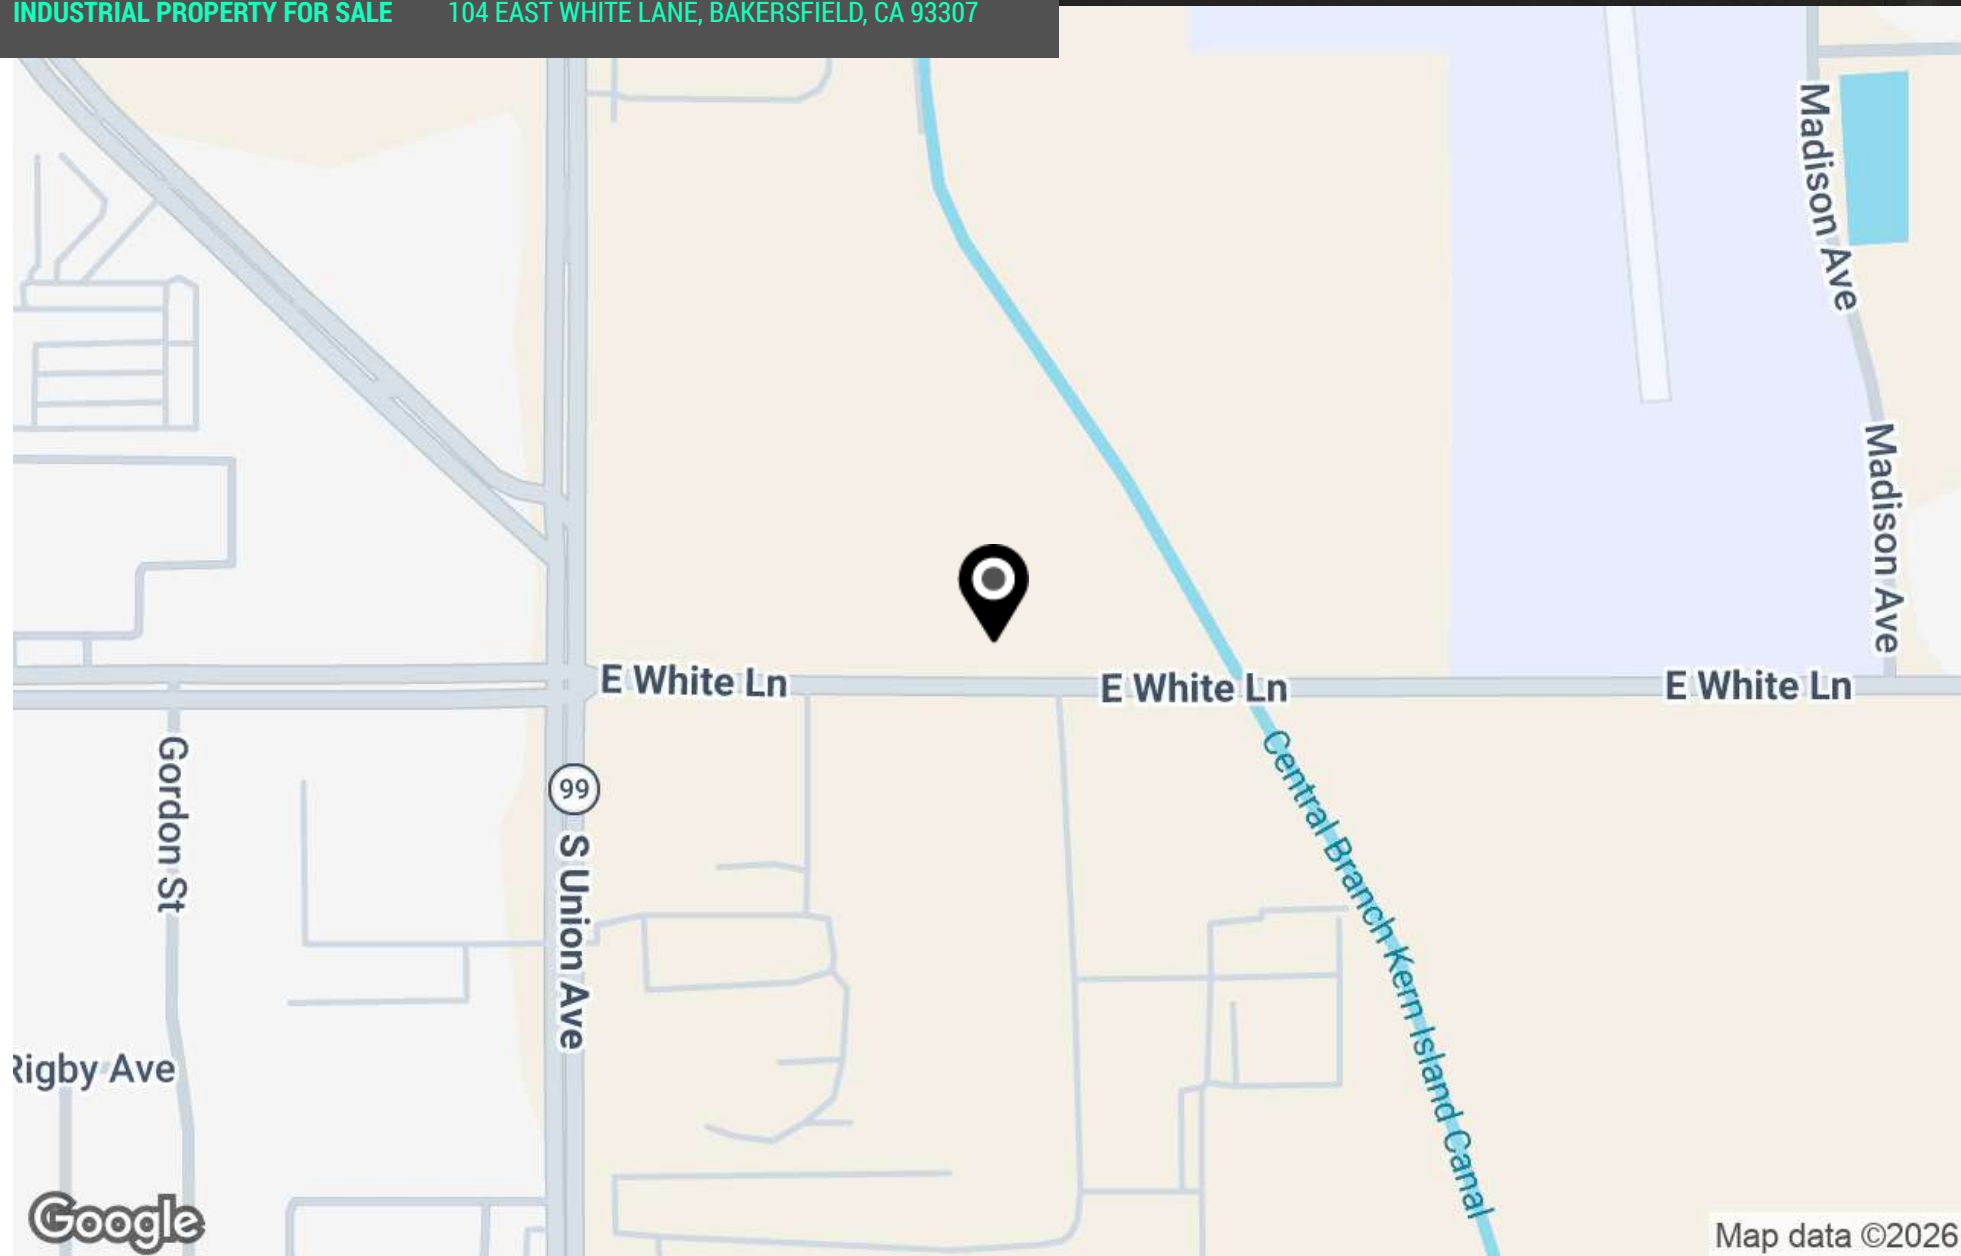 INDUSTRIAL PROPERTY FOR SALE 104 EAST WHITE LANE, BAKERSFIELD, CA 93307
Madison Ave
Madison Ave
E White Ln
E White Ln
E White Ln
Gordon St
99
S Union Ave
Central Branch Kern Island Canal
Rigby Ave
Google
Map data ©2026